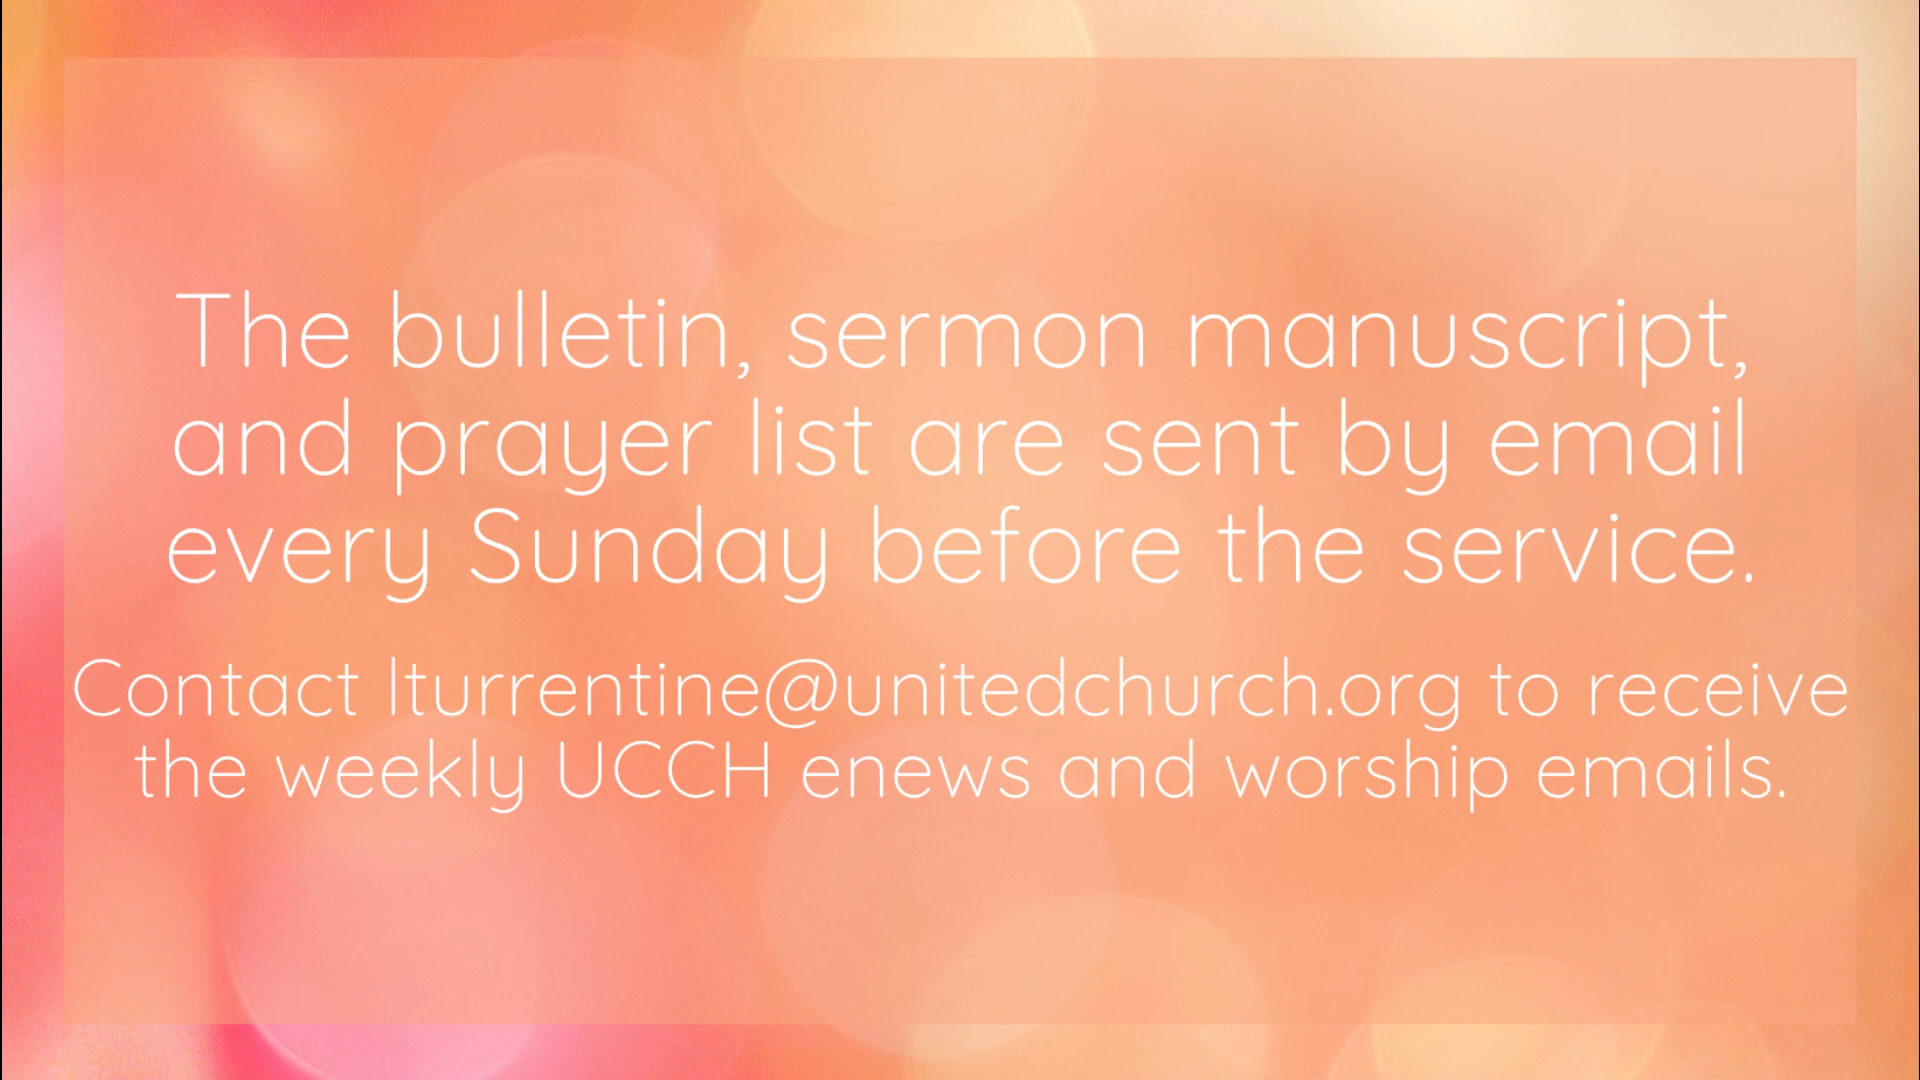 The bulletin, sermon manuscript,
and prayer list are sent by email
every Sunday before the service.
Contact lturrentine@unitedchurch.org to receive
the weekly UCCH enews and worship emails.